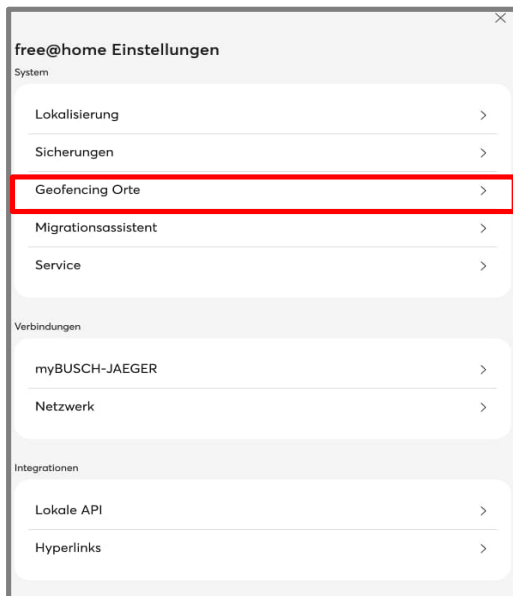 free@home Einstellungen
System
Lokalisierung
Sicherungen
Geofencing Orte
Migrationsassistent
Service
Verbindungen
myBUSCH-JAEGER
Netzwerk
Integrationen
Lokale API
Hyperlinks